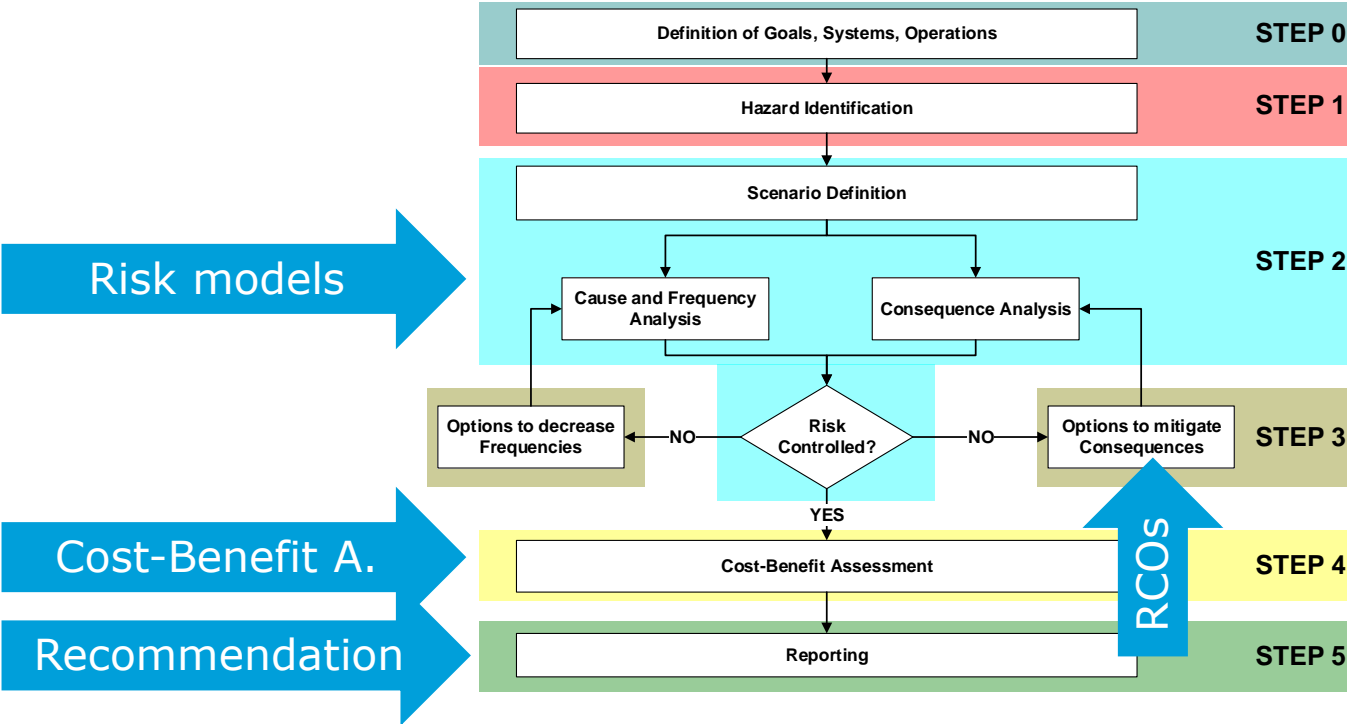 Definition of Goals, Systems, Operations
STEP 0
Hazard Identification
STEP 1
Scenario Definition
Risk models
STEP 2
Cause and Frequency
Analysis
Consequence Analysis
Options to decrease
Frequencies
NO
Risk
Controlled?
NO
Options to mitigate
Consequences
STEP 3
YES
Cost-Benefit A.
Cost-Benefit Assessment
RCOs
STEP 4
Recommendation
Reporting
STEP 5